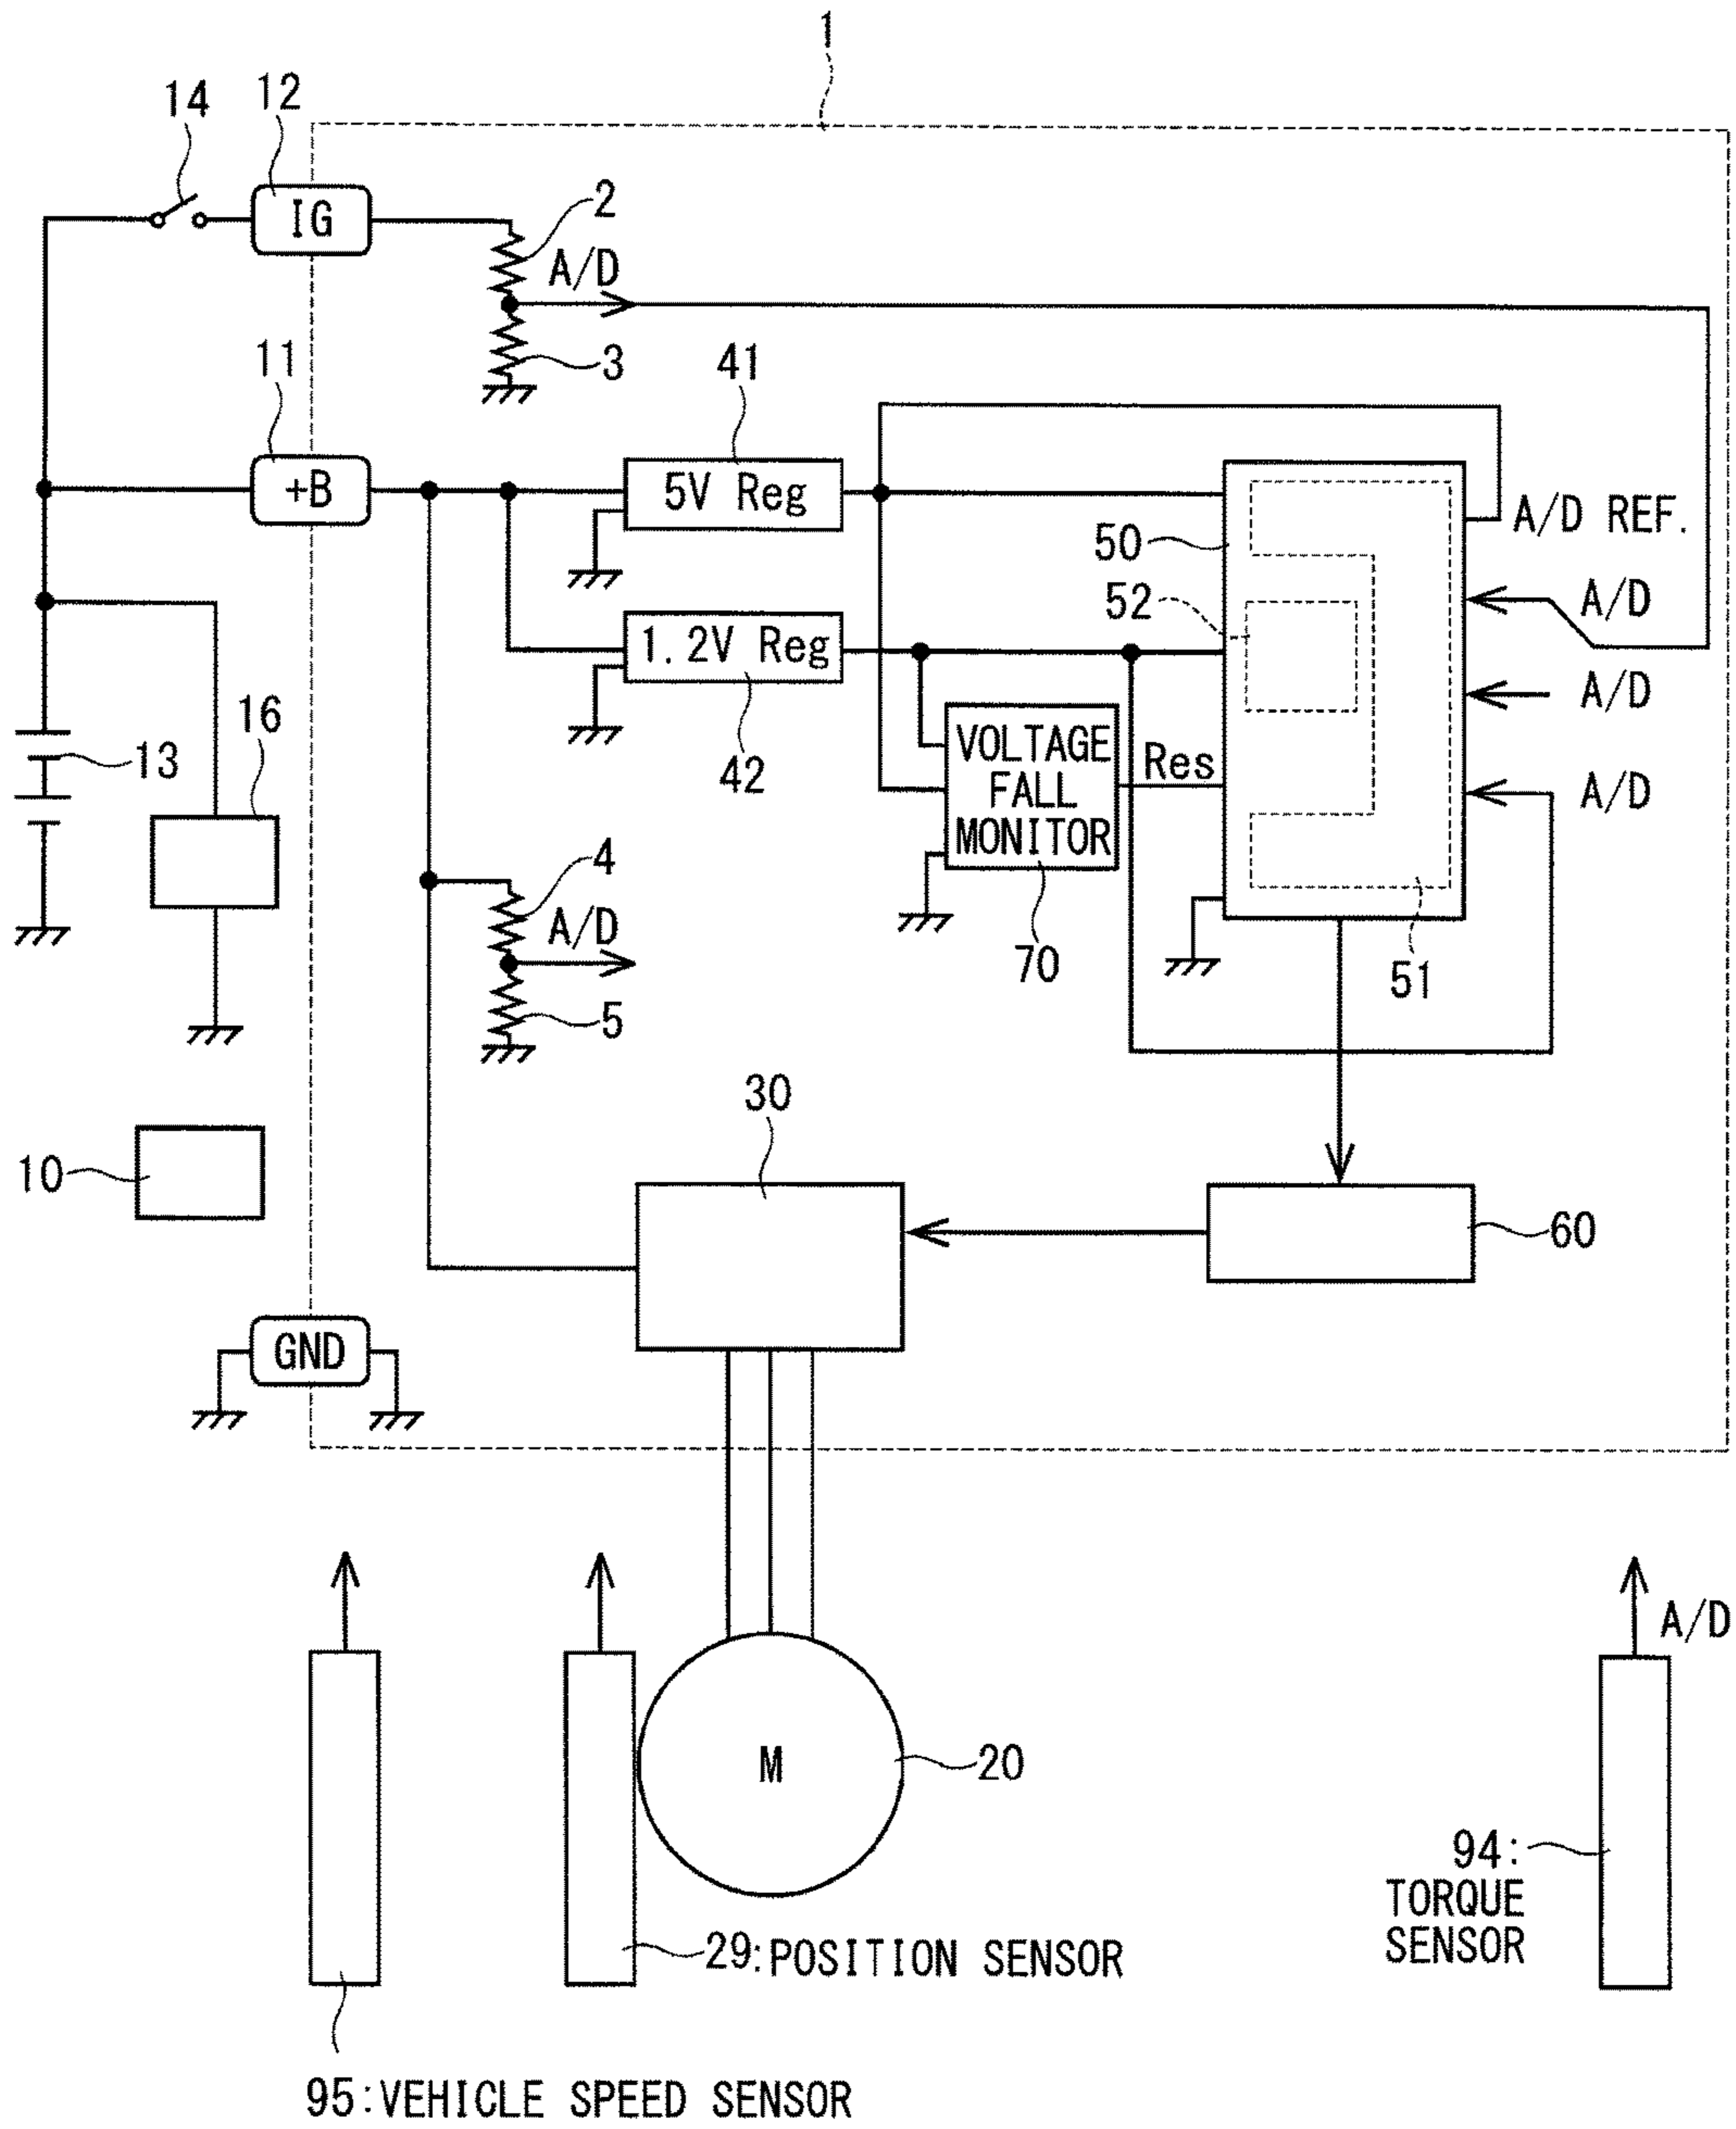 1
14
12
IG
2
A/D
3
11
41
+B
5V Reg
A/D REF.
50
52
A/D
1.2V Reg
A/D
16
13
42
VOLTAGE
FALL
MONITOR
Res
A/D
4
A/D
70
51
5
30
10
60
GND
A/D
M
20
94:
TORQUE
SENSOR
29:POSITION SENSOR
95:VEHICLE SPEED SENSOR